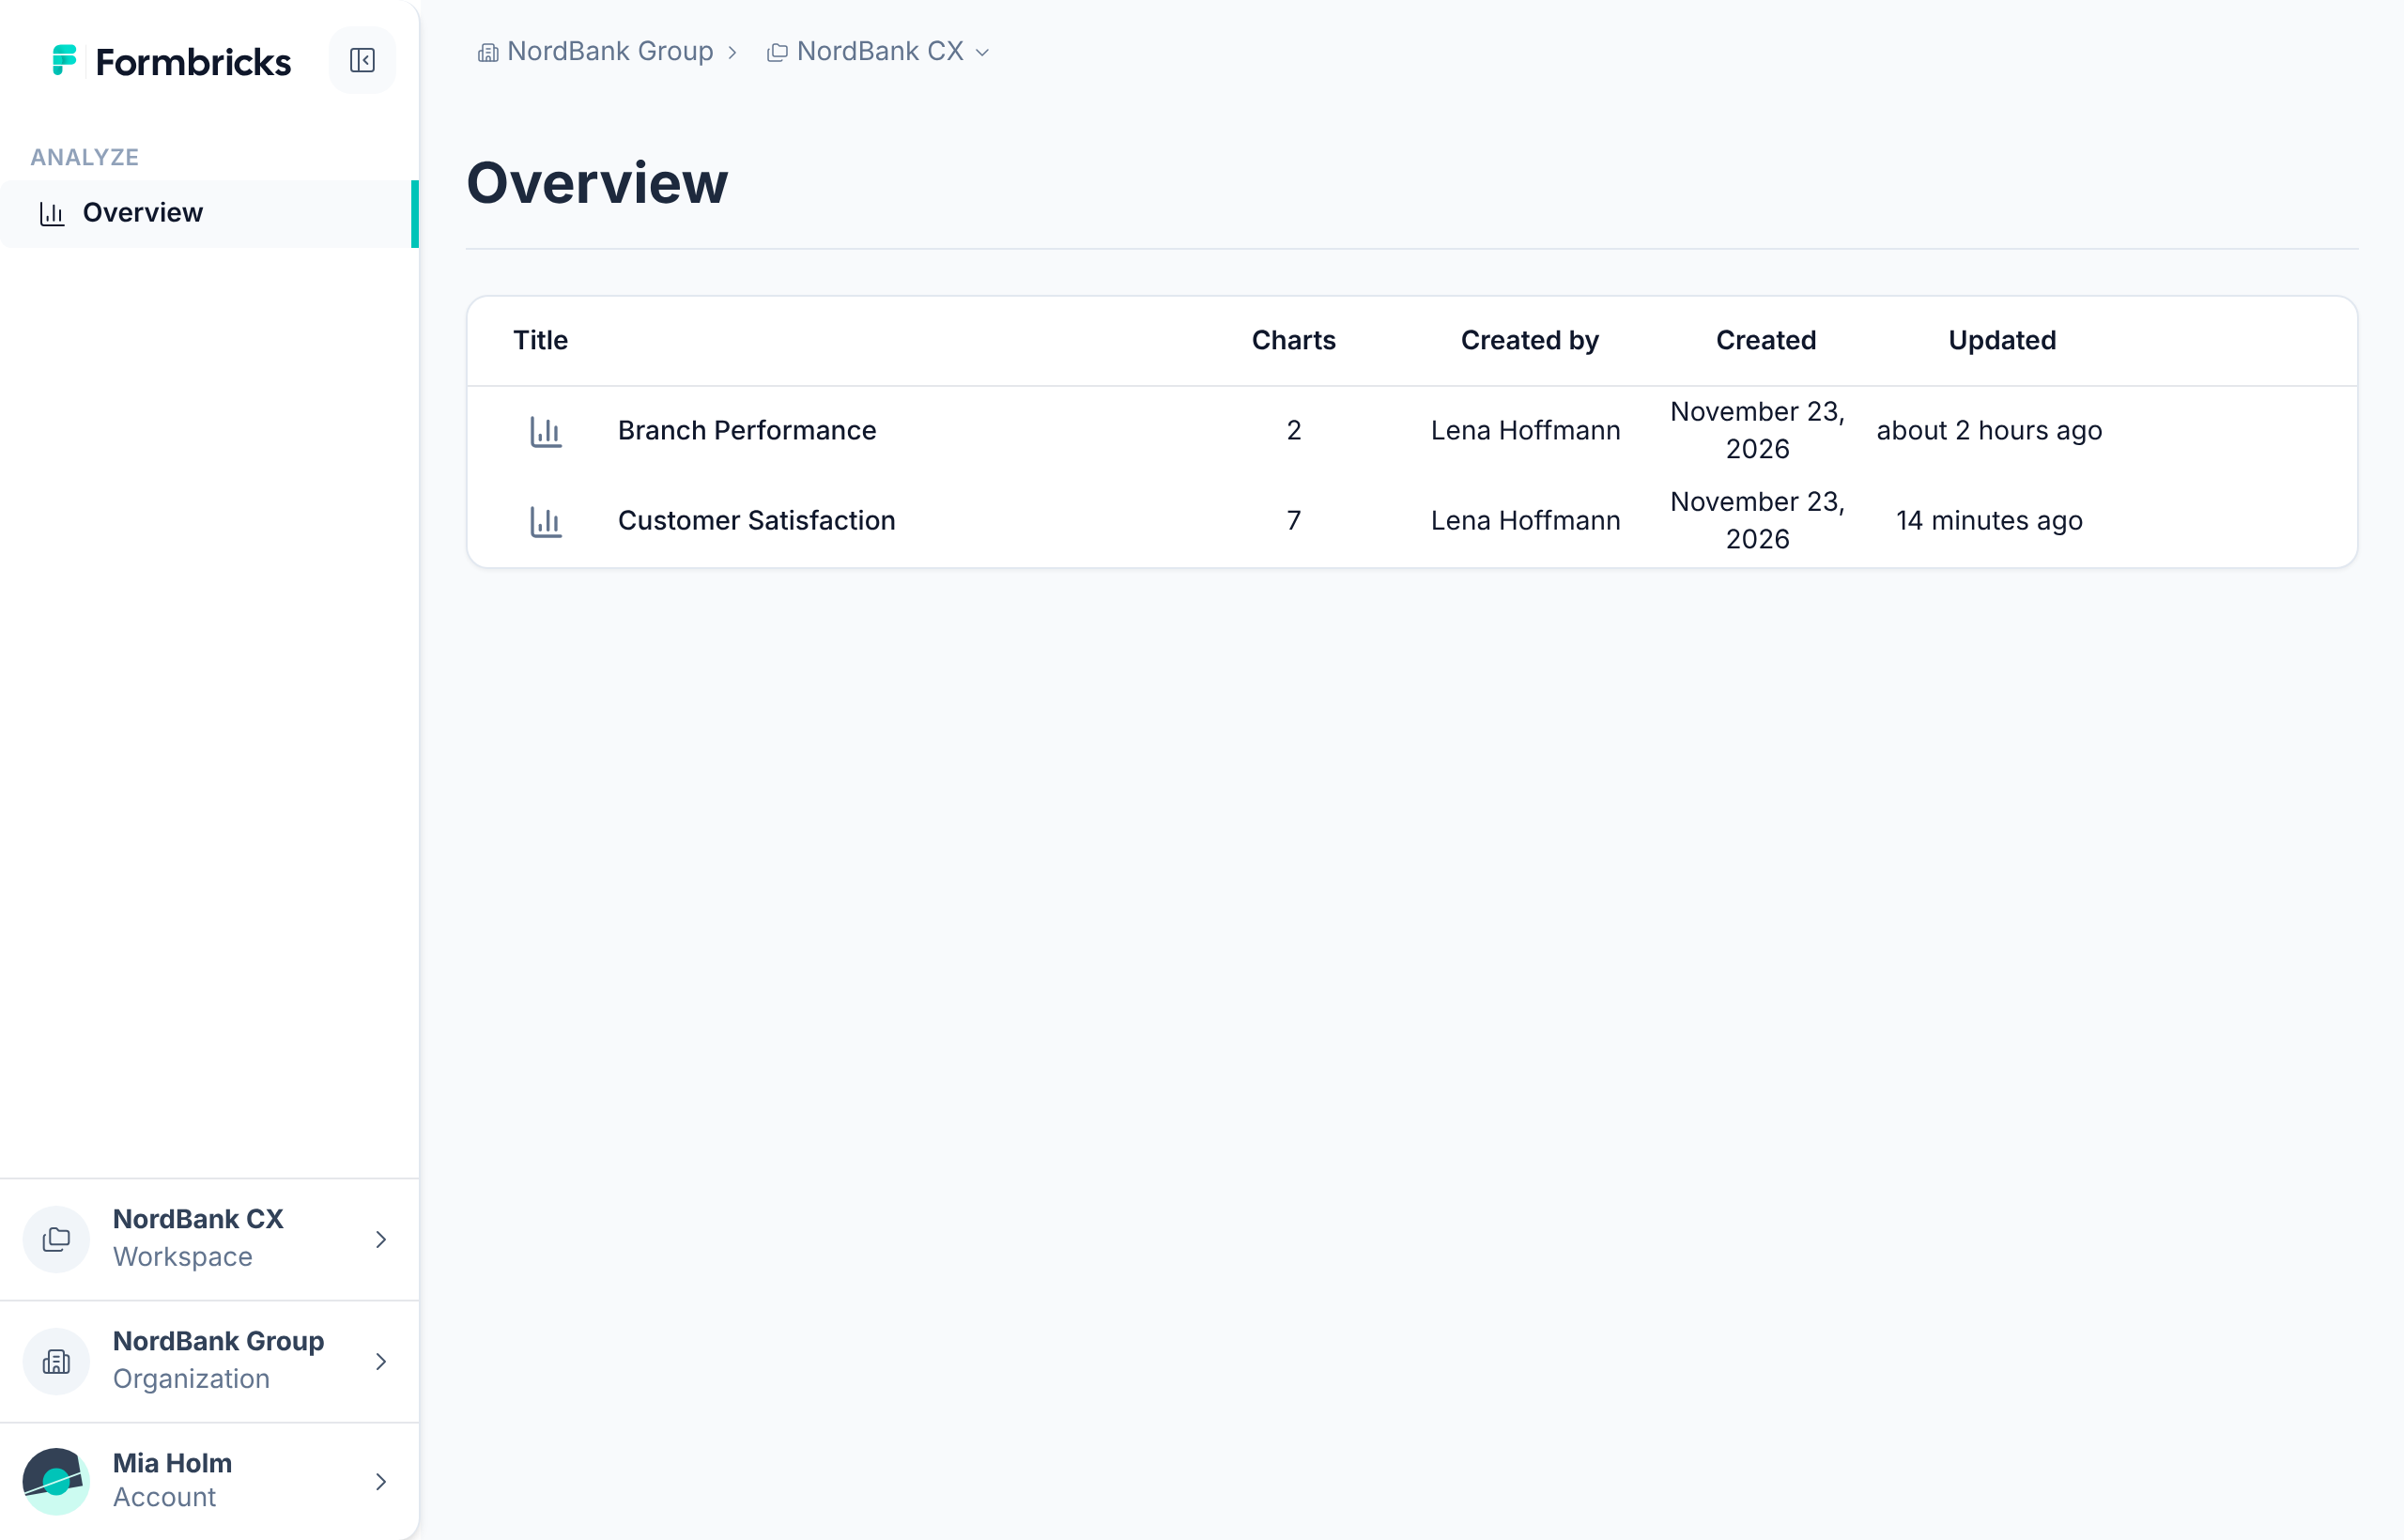 Formbricks
NordBank Group
NordBank CX
ANALYZE
Overview
Overview
Title Charts Created by Created Updated
Branch Performance 2 Lena Hoffmann November 23, 2026 about 2 hours ago
Customer Satisfaction 7 Lena Hoffmann November 23, 2026 14 minutes ago
NordBank CX
Workspace
NordBank Group
Organization
Mia Holm
Account